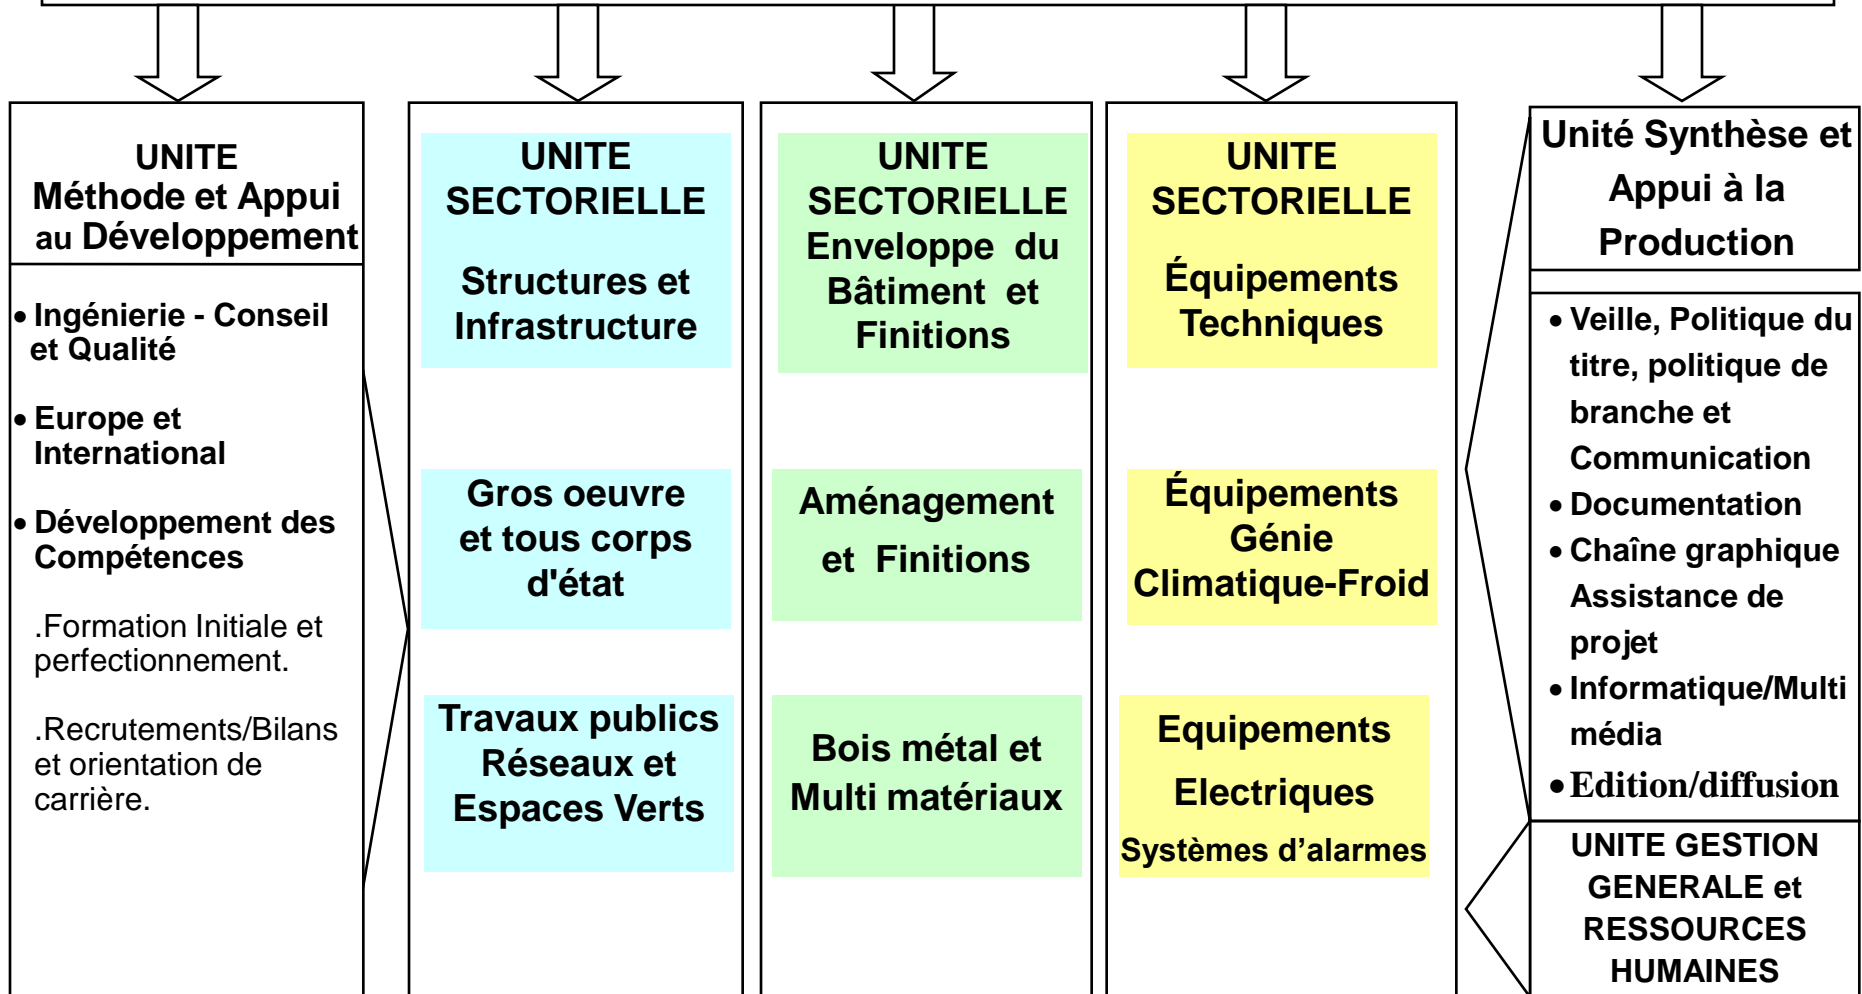 UNITE
Méthode et Appui
au Développement
• Ingénierie - Conseil
et Qualité
• Europe et
International
• Développement des
Compétences
.Formation Initiale et
perfectionnement.
.Recrutements/Bilans
et orientation de
carrière.
UNITE
SECTORIELLE
Structures et
Infrastructure
Gros oeuvre
et tous corps
d'état
Travaux publics
Réseaux et
Espaces Verts
UNITE
SECTORIELLE
Enveloppe du
Bâtiment et
Finitions
Aménagement
et Finitions
Bois métal et
Multi matériaux
UNITE
SECTORIELLE
Équipements
Techniques
Équipements
Génie
Climatique-Froid
Equipements
Electriques
Systèmes d’alarmes
Unité Synthèse et
Appui à la
Production
• Veille, Politique du
titre, politique de
branche et
Communication
• Documentation
• Chaîne graphique
Assistance de
projet
• Informatique/Multi
média
• Edition/diffusion
UNITE GESTION
GENERALE et
RESSOURCES
HUMAINES